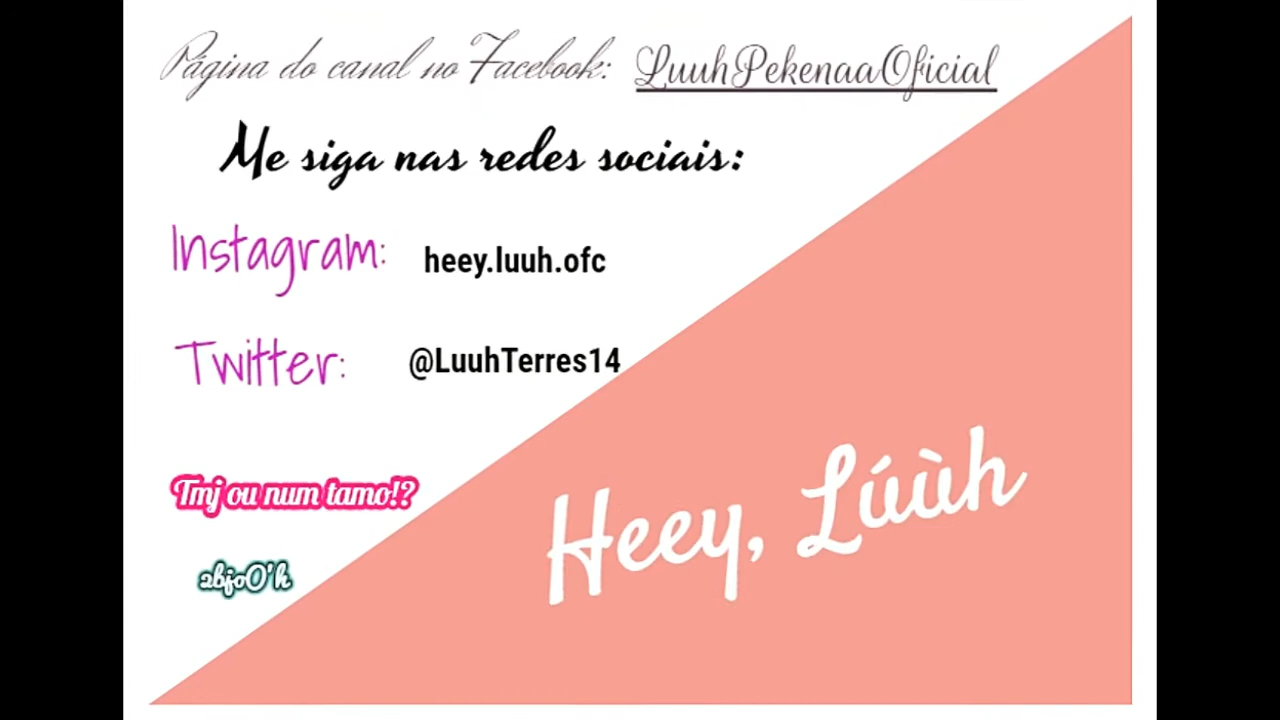 Página do canal no Facebook: LuuhPekenaaOficial
Me siga nas redes sociais:
Instagram: heey.luuh.ofc
Twitter: @LuuhTerres14
Tmj ou num tamo!?
2bjoO'h
Heey, Lúùh